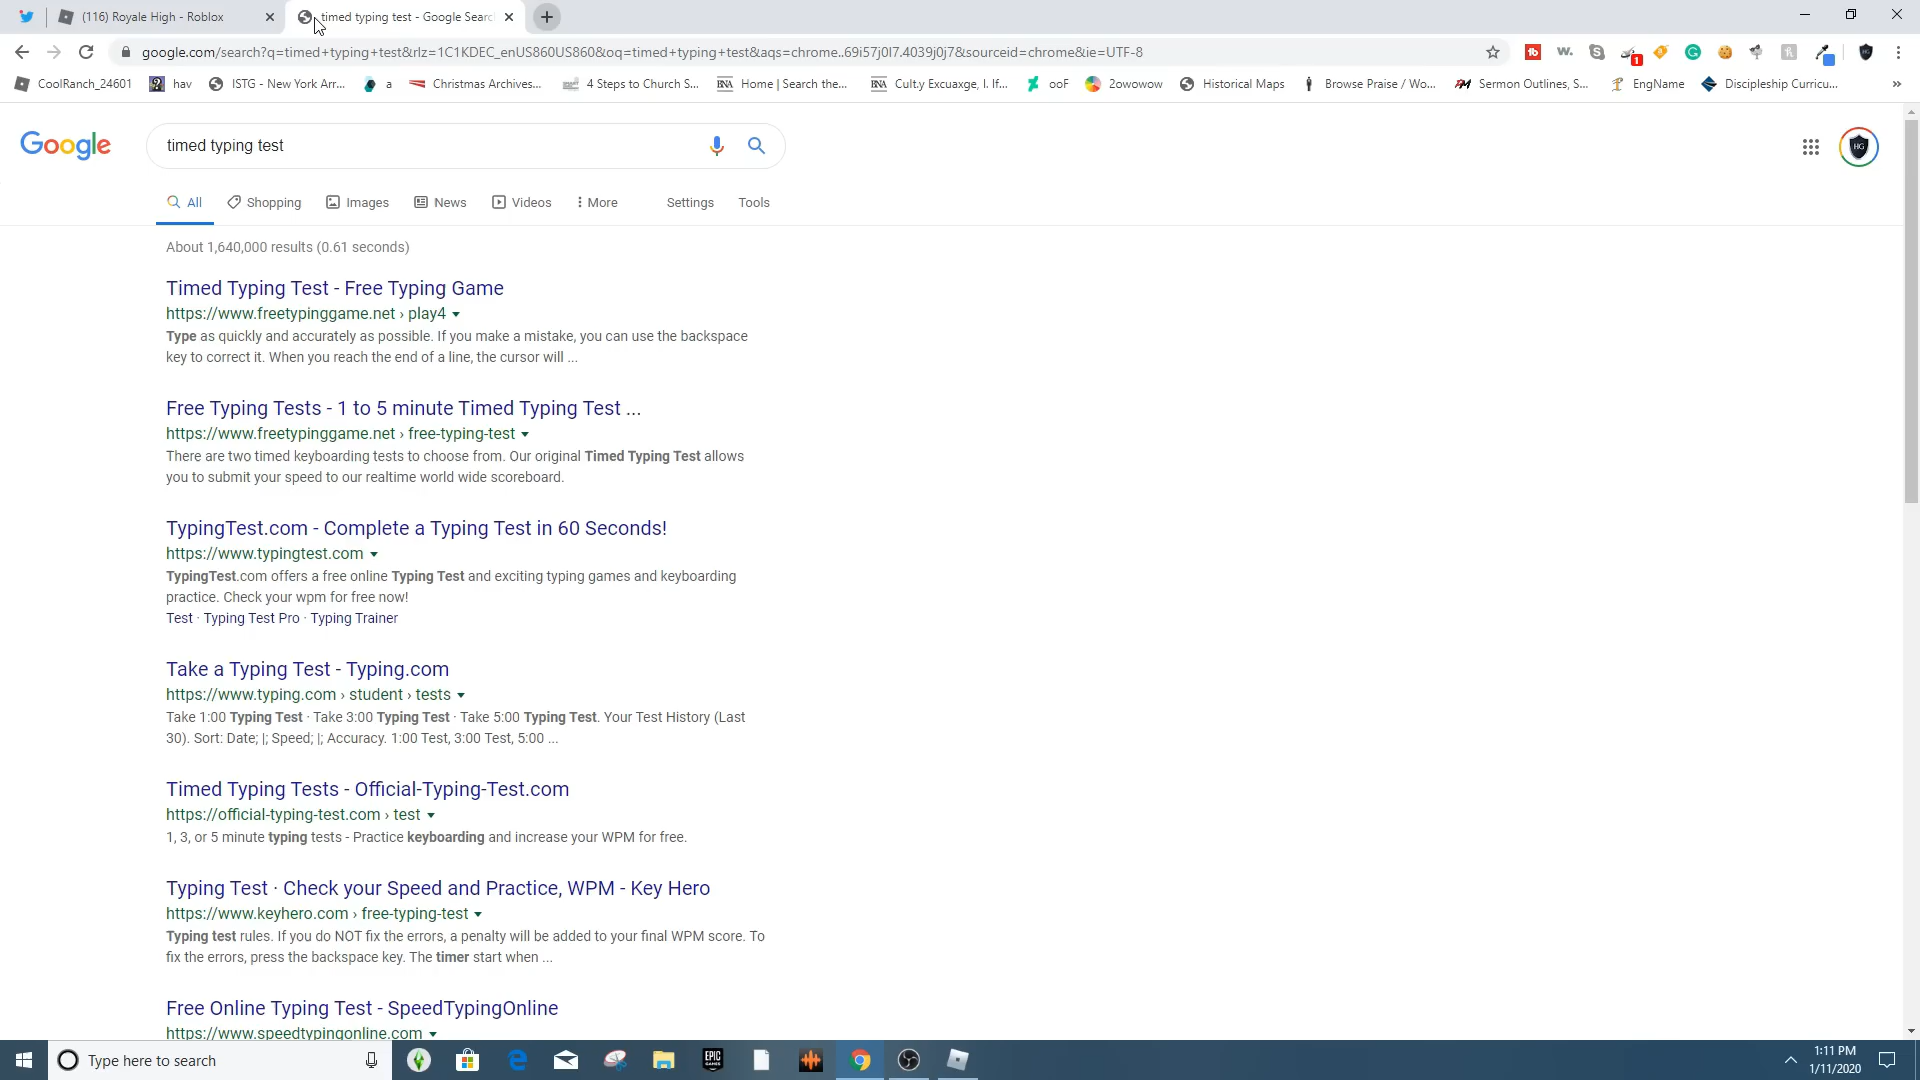 (116) Royale High - Roblox
timed typing test - Google Searc
google.com/search?q=timed+typing+test&rlz=1C1KDEC_enUS860US860&oq=timed+typing+test&aqs=chrome..69i57j0l7.4039j0j7&sourceid=chrome&ie=UTF-8
CoolRanch_24601
hav
ISTG - New York Arr...
a
Christmas Archives...
4 Steps to Church S...
Home | Search the...
Cult.y Excuaxge, I. If...
ooF
2owowow
Historical Maps
Browse Praise / Wo...
Sermon Outlines, S...
EngName
Discipleship Curricu...
Google
timed typing test
HG
All
Shopping
Images
News
Videos
More
Settings
Tools
About 1,640,000 results (0.61 seconds)
Timed Typing Test - Free Typing Game
https://www.freetypinggame.net › play4
Type as quickly and accurately as possible. If you make a mistake, you can use the backspace
key to correct it. When you reach the end of a line, the cursor will ...
Free Typing Tests - 1 to 5 minute Timed Typing Test ...
https://www.freetypinggame.net › free-typing-test
There are two timed keyboarding tests to choose from. Our original Timed Typing Test allows
you to submit your speed to our realtime world wide scoreboard.
TypingTest.com - Complete a Typing Test in 60 Seconds!
https://www.typingtest.com
TypingTest.com offers a free online Typing Test and exciting typing games and keyboarding
practice. Check your wpm for free now!
Test · Typing Test Pro · Typing Trainer
Take a Typing Test - Typing.com
https://www.typing.com › student › tests
Take 1:00 Typing Test · Take 3:00 Typing Test · Take 5:00 Typing Test. Your Test History (Last
30). Sort: Date; |; Speed; |; Accuracy. 1:00 Test, 3:00 Test, 5:00 ...
Timed Typing Tests - Official-Typing-Test.com
https://official-typing-test.com › test
1, 3, or 5 minute typing tests - Practice keyboarding and increase your WPM for free.
Typing Test · Check your Speed and Practice, WPM - Key Hero
https://www.keyhero.com › free-typing-test
Typing test rules. If you do NOT fix the errors, a penalty will be added to your final WPM score. To
fix the errors, press the backspace key. The timer start when ...
Free Online Typing Test - SpeedTypingOnline
https://www.speedtypingonline.com
Type here to search
EPIC
GAMES
1:11 PM
1/11/2020